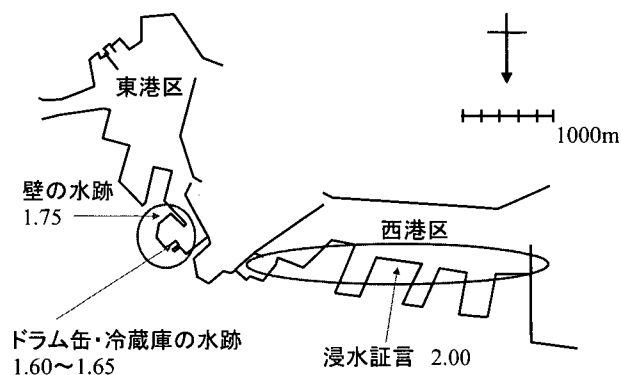 東港区
1000m
壁の水跡
1.75
西港区
ドラム缶・冷蔵庫の水跡
1.60～1.65
浸水証言 2.00